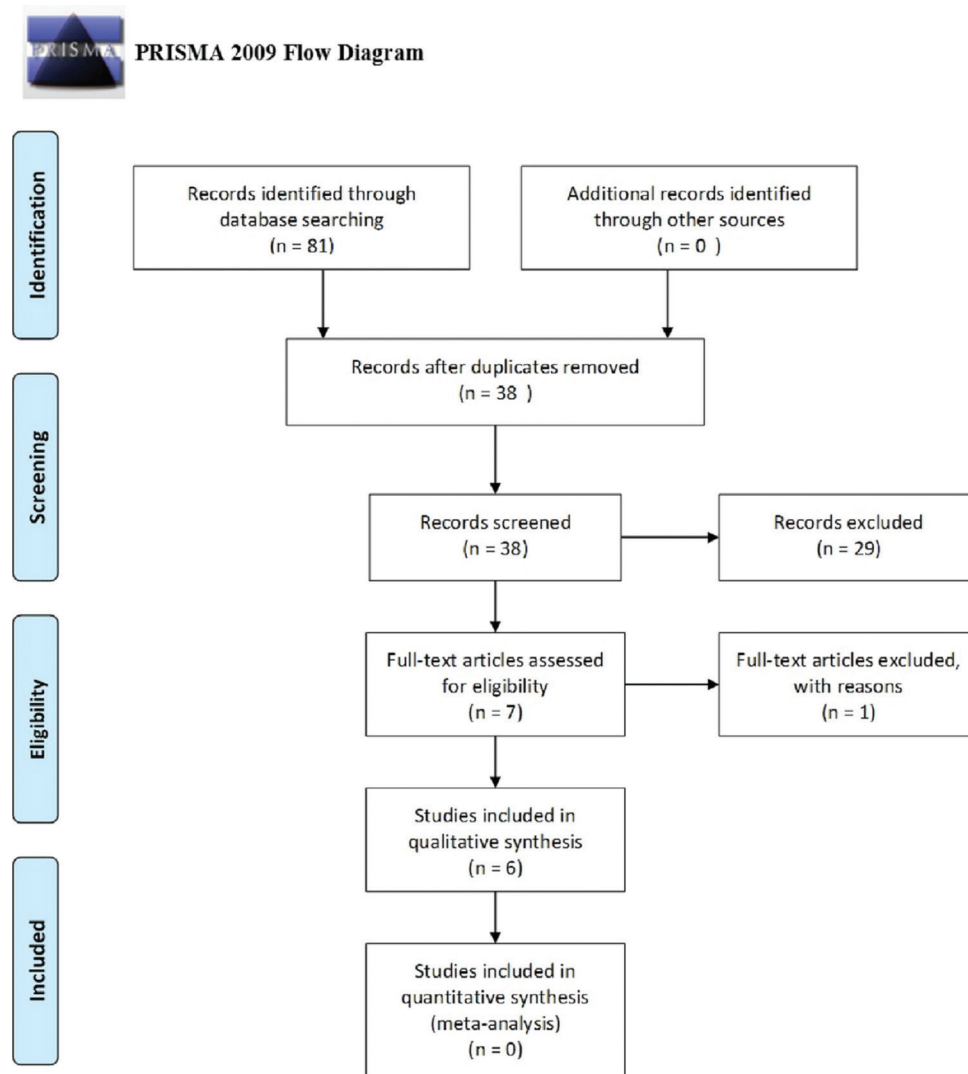 PRISMA
PRISMA 2009 Flow Diagram
Identification
Records identified through
database searching
(n = 81)
Additional records identified
through other sources
(n = 0 )
Records after duplicates removed
(n = 38 )
Screening
Records screened
(n = 38)
Records excluded
(n = 29)
Eligibility
Full-text articles assessed
for eligibility
(n = 7)
Full-text articles excluded,
with reasons
(n = 1)
Studies included in
qualitative synthesis
(n = 6)
Included
Studies included in
quantitative synthesis
(meta-analysis)
(n = 0)